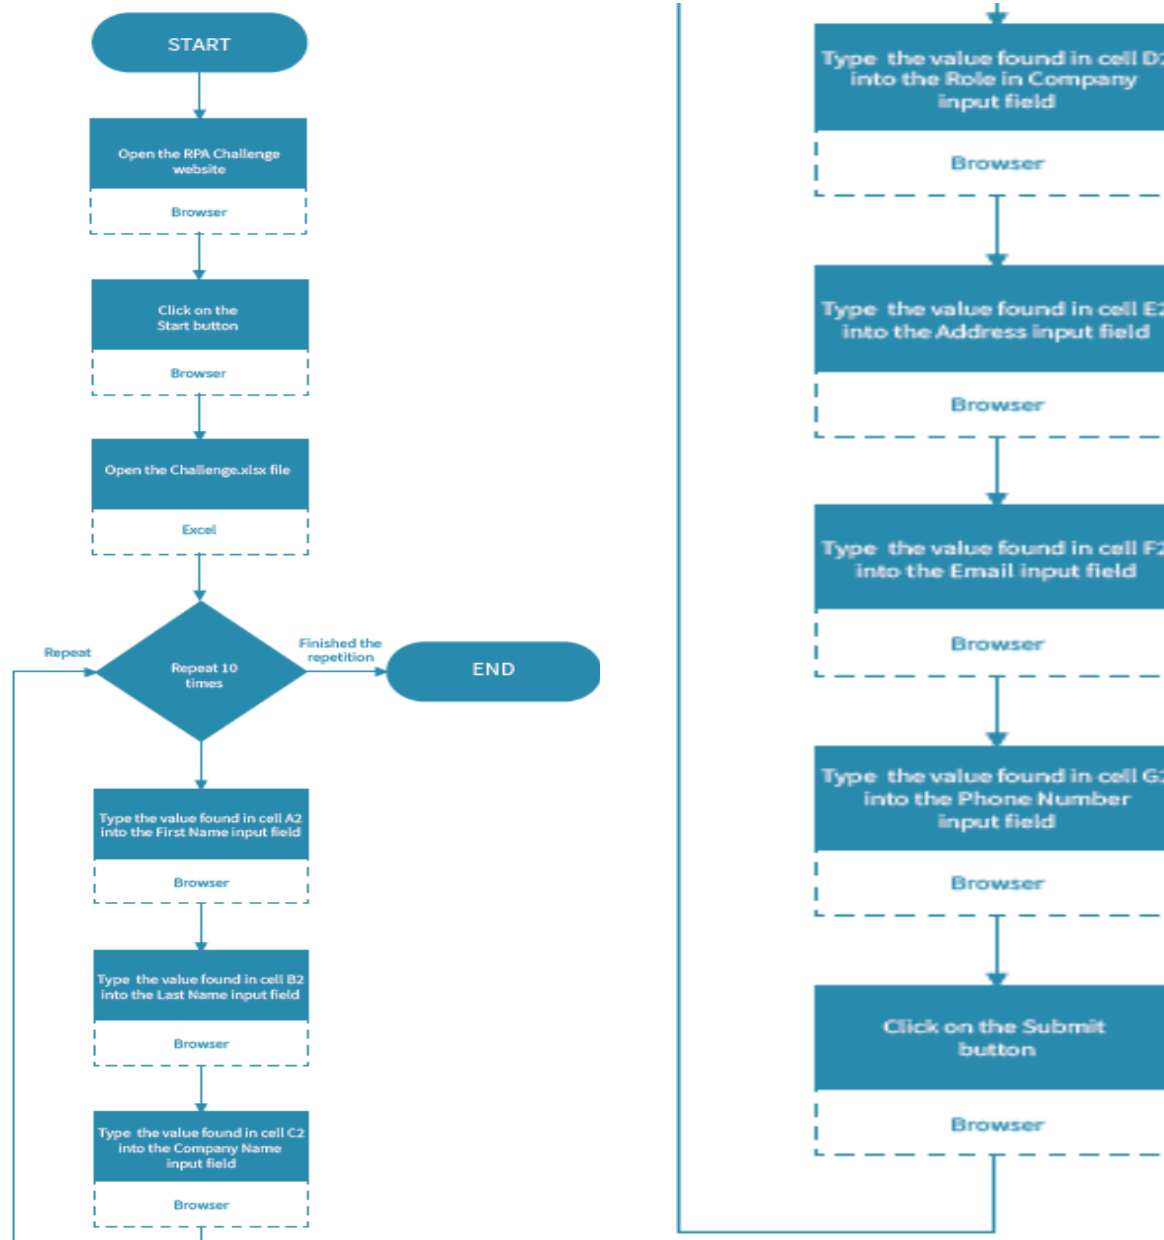 START
Open the RPA Challenge
website
Browser
Click on the
Start button
Browser
Open the Challenge.xlsx file
Excel
Repeat
Repeat 10
times
Finished the
repetition
END
Type the value found in cell A2
into the First Name input field
Browser
Type the value found in cell B2
into the Last Name input field
Browser
Type the value found in cell C2
into the Company Name
input field
Browser
Type the value found in cell D2
into the Role in Company
input field
Browser
Type the value found in cell E2
into the Address input field
Browser
Type the value found in cell F2
into the Email input field
Browser
Type the value found in cell G2
into the Phone Number
input field
Browser
Click on the Submit
button
Browser